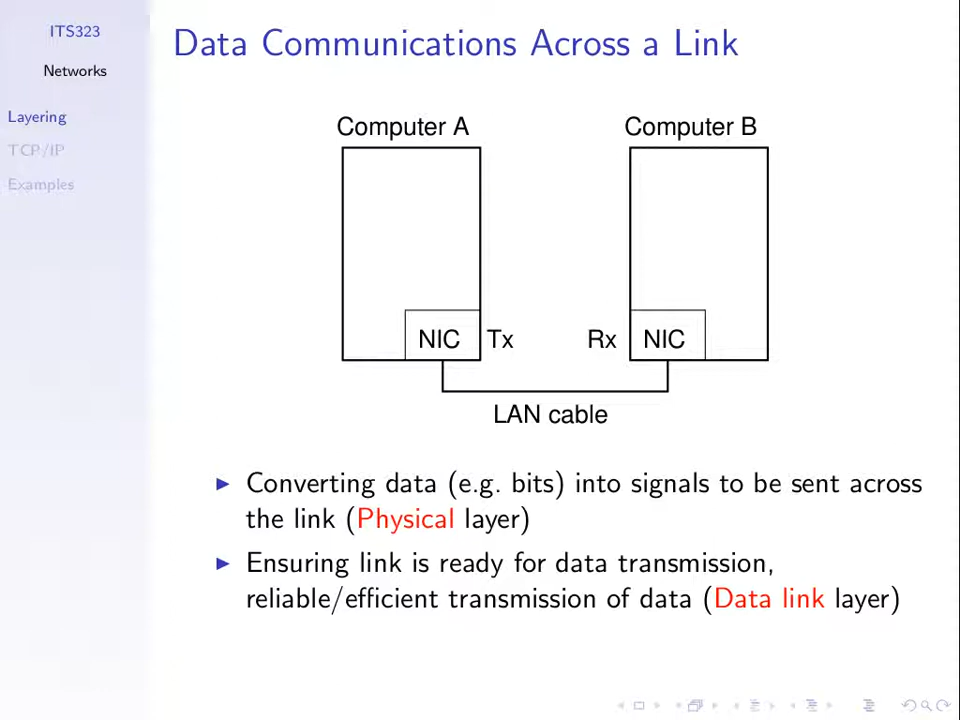 ITS323
Networks
Layering
TCP/IP
Examples
Data Communications Across a Link
Computer A
Computer B
NIC
Tx
Rx
NIC
LAN cable
Converting data (e.g. bits) into signals to be sent across
the link (Physical layer)
Ensuring link is ready for data transmission,
reliable/efficient transmission of data (Data link layer)